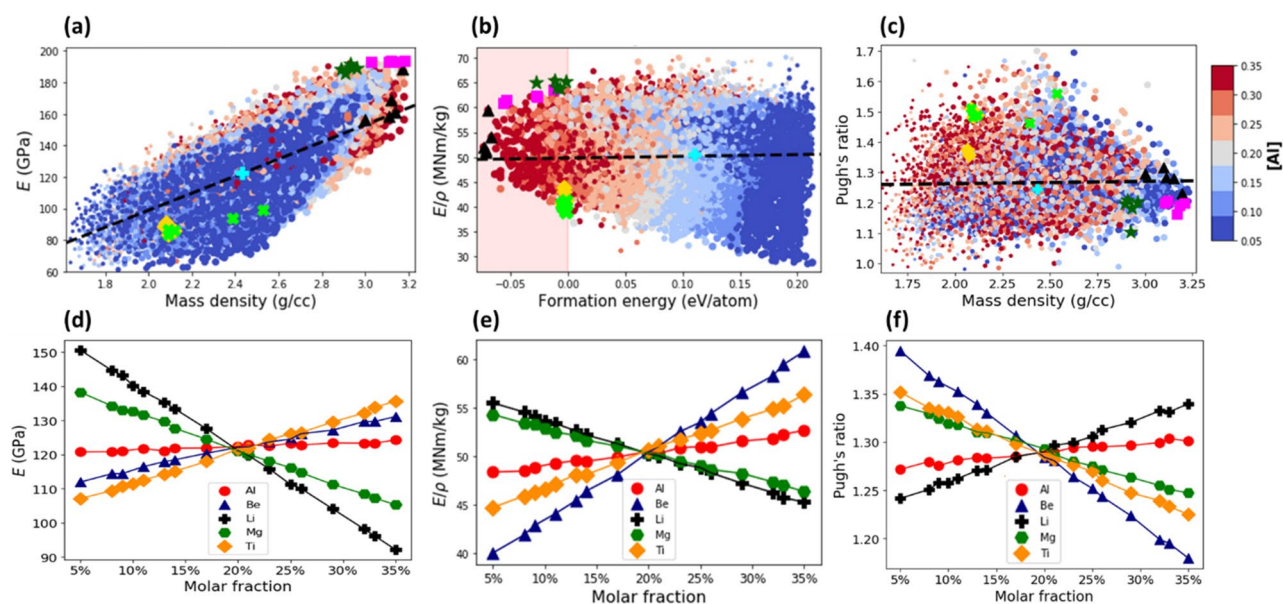 (a)
200
180
160
140
120
100
80
60
E (GPa)
1.6 1.8 2.0 2.2 2.4 2.6 2.8 3.0 3.2
Mass density (g/cc)
(b)
70
65
60
55
50
45
40
35
30
E/ρ (MNm/kg)
−0.05 0.00 0.05 0.10 0.15 0.20
Formation energy (eV/atom)
(c)
1.7
1.6
1.5
1.4
1.3
1.2
1.1
1.0
Pugh's ratio
1.75 2.00 2.25 2.50 2.75 3.00 3.25
Mass density (g/cc)
0.35
0.30
0.25
0.20
0.15
0.10
0.05
[Al]
(d)
150
140
130
120
110
100
90
E (GPa)
Al
Be
Li
Mg
Ti
5% 10% 15% 20% 25% 30% 35%
Molar fraction
(e)
60
55
50
45
40
E/ρ (MNm/kg)
Al
Be
Li
Mg
Ti
5% 10% 15% 20% 25% 30% 35%
Molar fraction
(f)
1.40
1.35
1.30
1.25
1.20
Pugh's ratio
Al
Be
Li
Mg
Ti
5% 10% 15% 20% 25% 30% 35%
Molar fraction